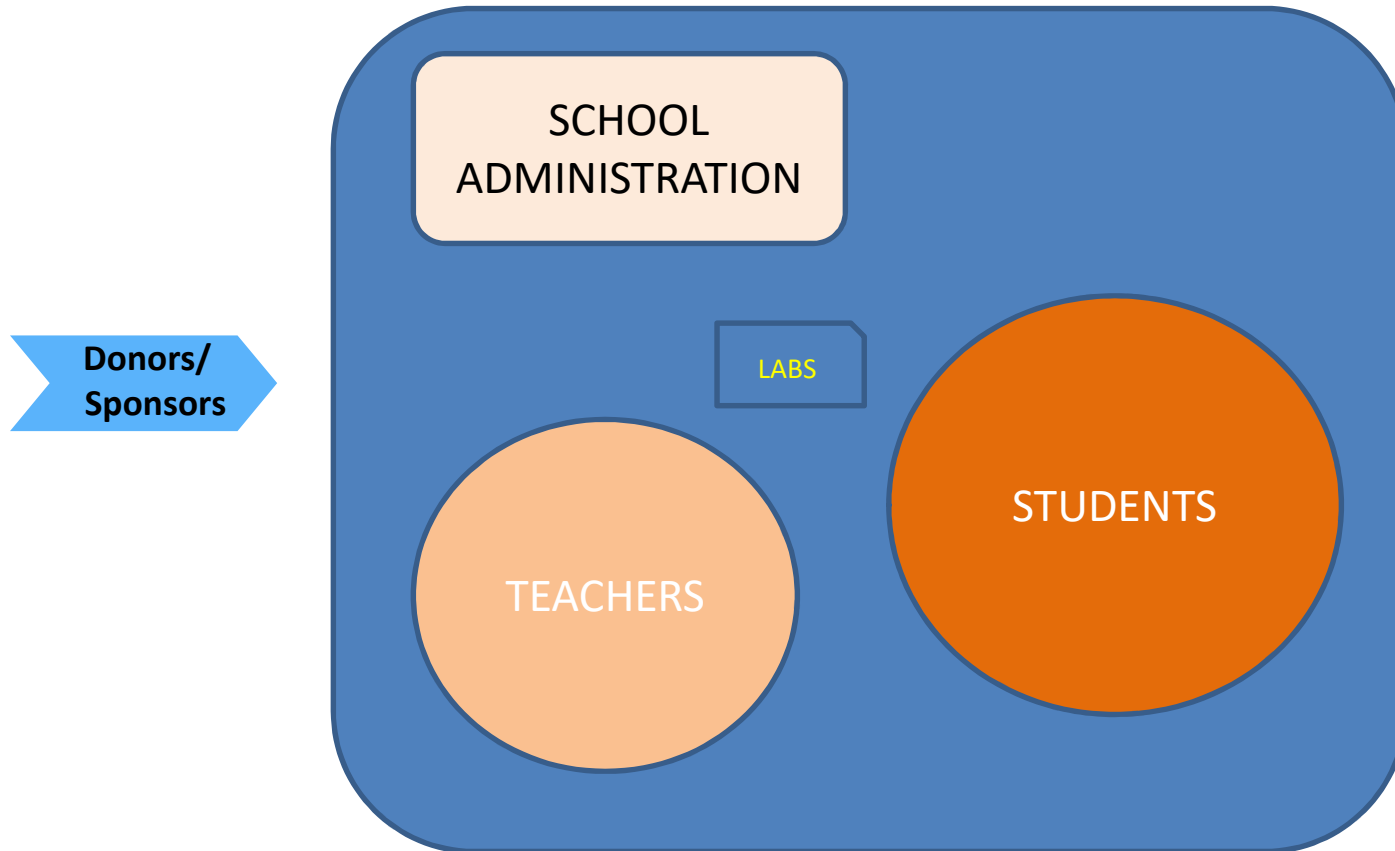 SCHOOL
ADMINISTRATION
Donors/
Sponsors
LABS
STUDENTS
TEACHERS